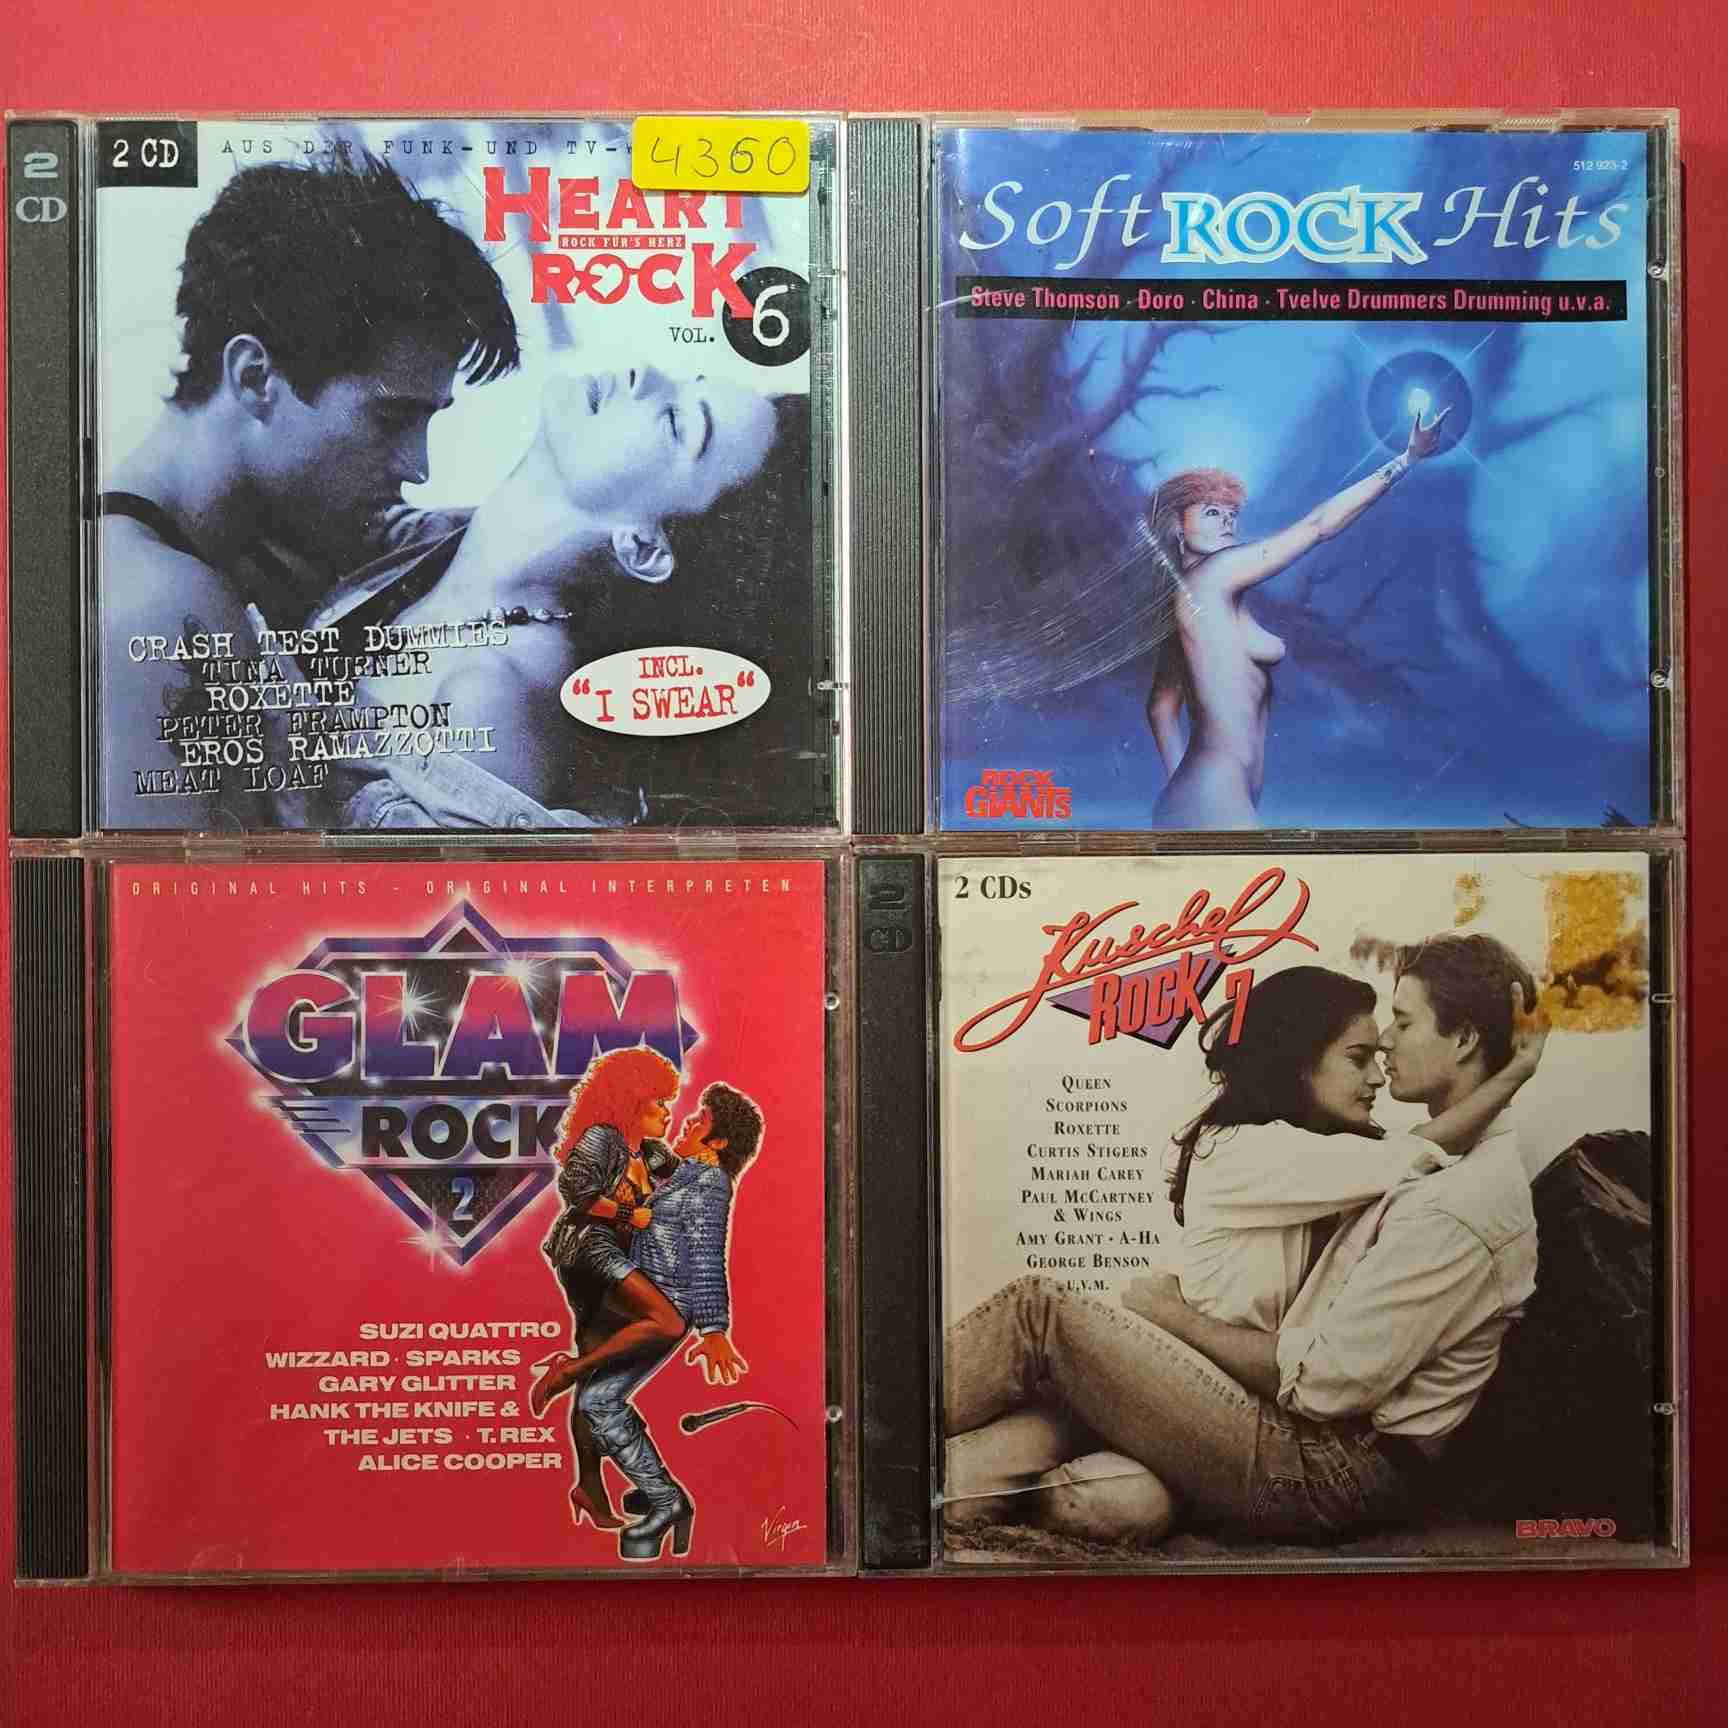 2
CD
2 CD
AUS DER FUNK- UND TV-
4360
HEART
ROCK FÜR'S HERZ
ROCK
VOL. 6
CRASH TEST DUMMIES
TINA TURNER
ROXETTE
PETER FRAMPTON
EROS RAMAZZOTTI
MEAT LOAF
INCL.
"I SWEAR"
512 923-2
Soft ROCK Hits
Steve Thomson · Doro · China · Tvelve Drummers Drumming u.v.a.
ROCK
GIANTS
ORIGINAL HITS - ORIGINAL INTERPRETEN
GLAM
ROCK
2
SUZI QUATTRO
WIZZARD · SPARKS
GARY GLITTER
HANK THE KNIFE &
THE JETS · T. REX
ALICE COOPER
Virgin
2
CD
2 CDs
Kuschel
ROCK 7
QUEEN
SCORPIONS
ROXETTE
CURTIS STIGERS
MARIAH CAREY
PAUL MCCARTNEY
& WINGS
AMY GRANT · A-HA
GEORGE BENSON
U.V.M.
BRAVO